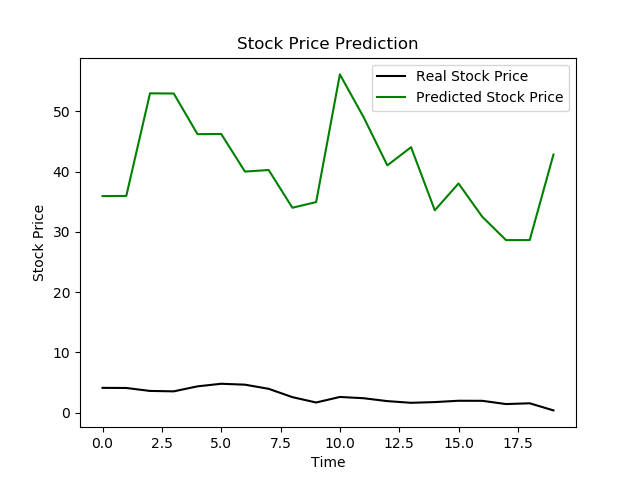 Stock Price Prediction
Real Stock Price
Predicted Stock Price
Stock Price
50
40
30
20
10
0
0.0 2.5 5.0 7.5 10.0 12.5 15.0 17.5
Time